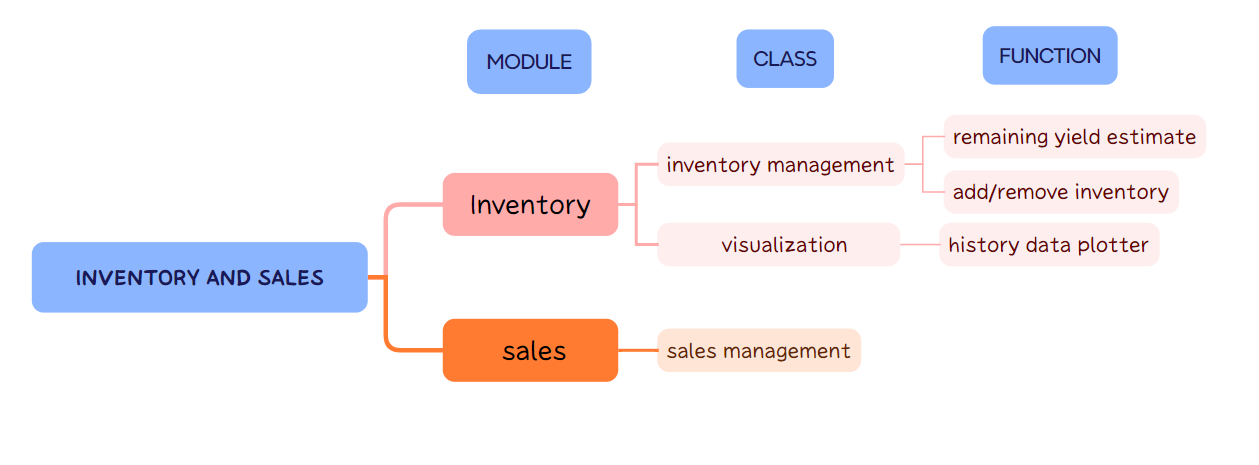 MODULE
CLASS
FUNCTION
remaining yield estimate
inventory management
add/remove inventory
Inventory
visualization
history data plotter
INVENTORY AND SALES
sales
sales management